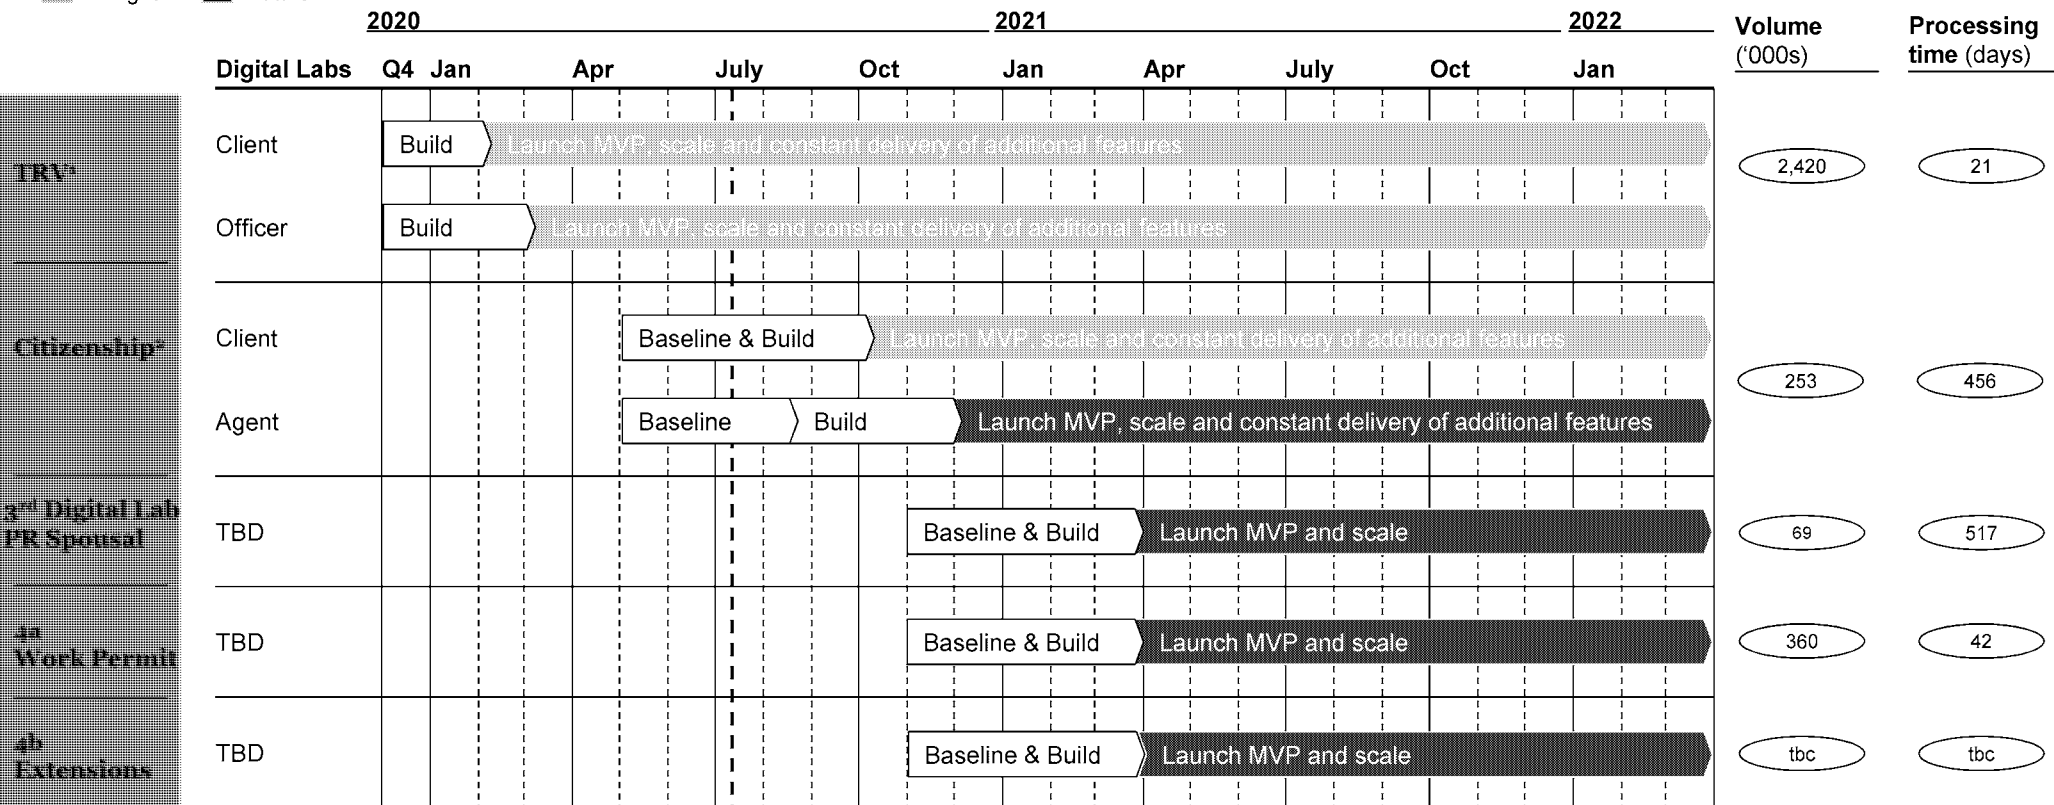 2020 2021 2022 Volume Processing
('000s) time (days)
Digital Labs Q4 Jan Apr July Oct Jan Apr July Oct Jan
TRV¹
Client Build Launch MVP, scale and constant delivery of additional features
2,420 21
Officer Build Launch MVP, scale and constant delivery of additional features
Citizenship²
Client Baseline & Build Launch MVP, scale and constant delivery of additional features
253 456
Agent Baseline Build Launch MVP, scale and constant delivery of additional features
3rd Digital Lab
PR Spousal
TBD Baseline & Build Launch MVP and scale 69 517
4a
Work Permit
TBD Baseline & Build Launch MVP and scale 360 42
4b
Extensions
TBD Baseline & Build Launch MVP and scale tbc tbc